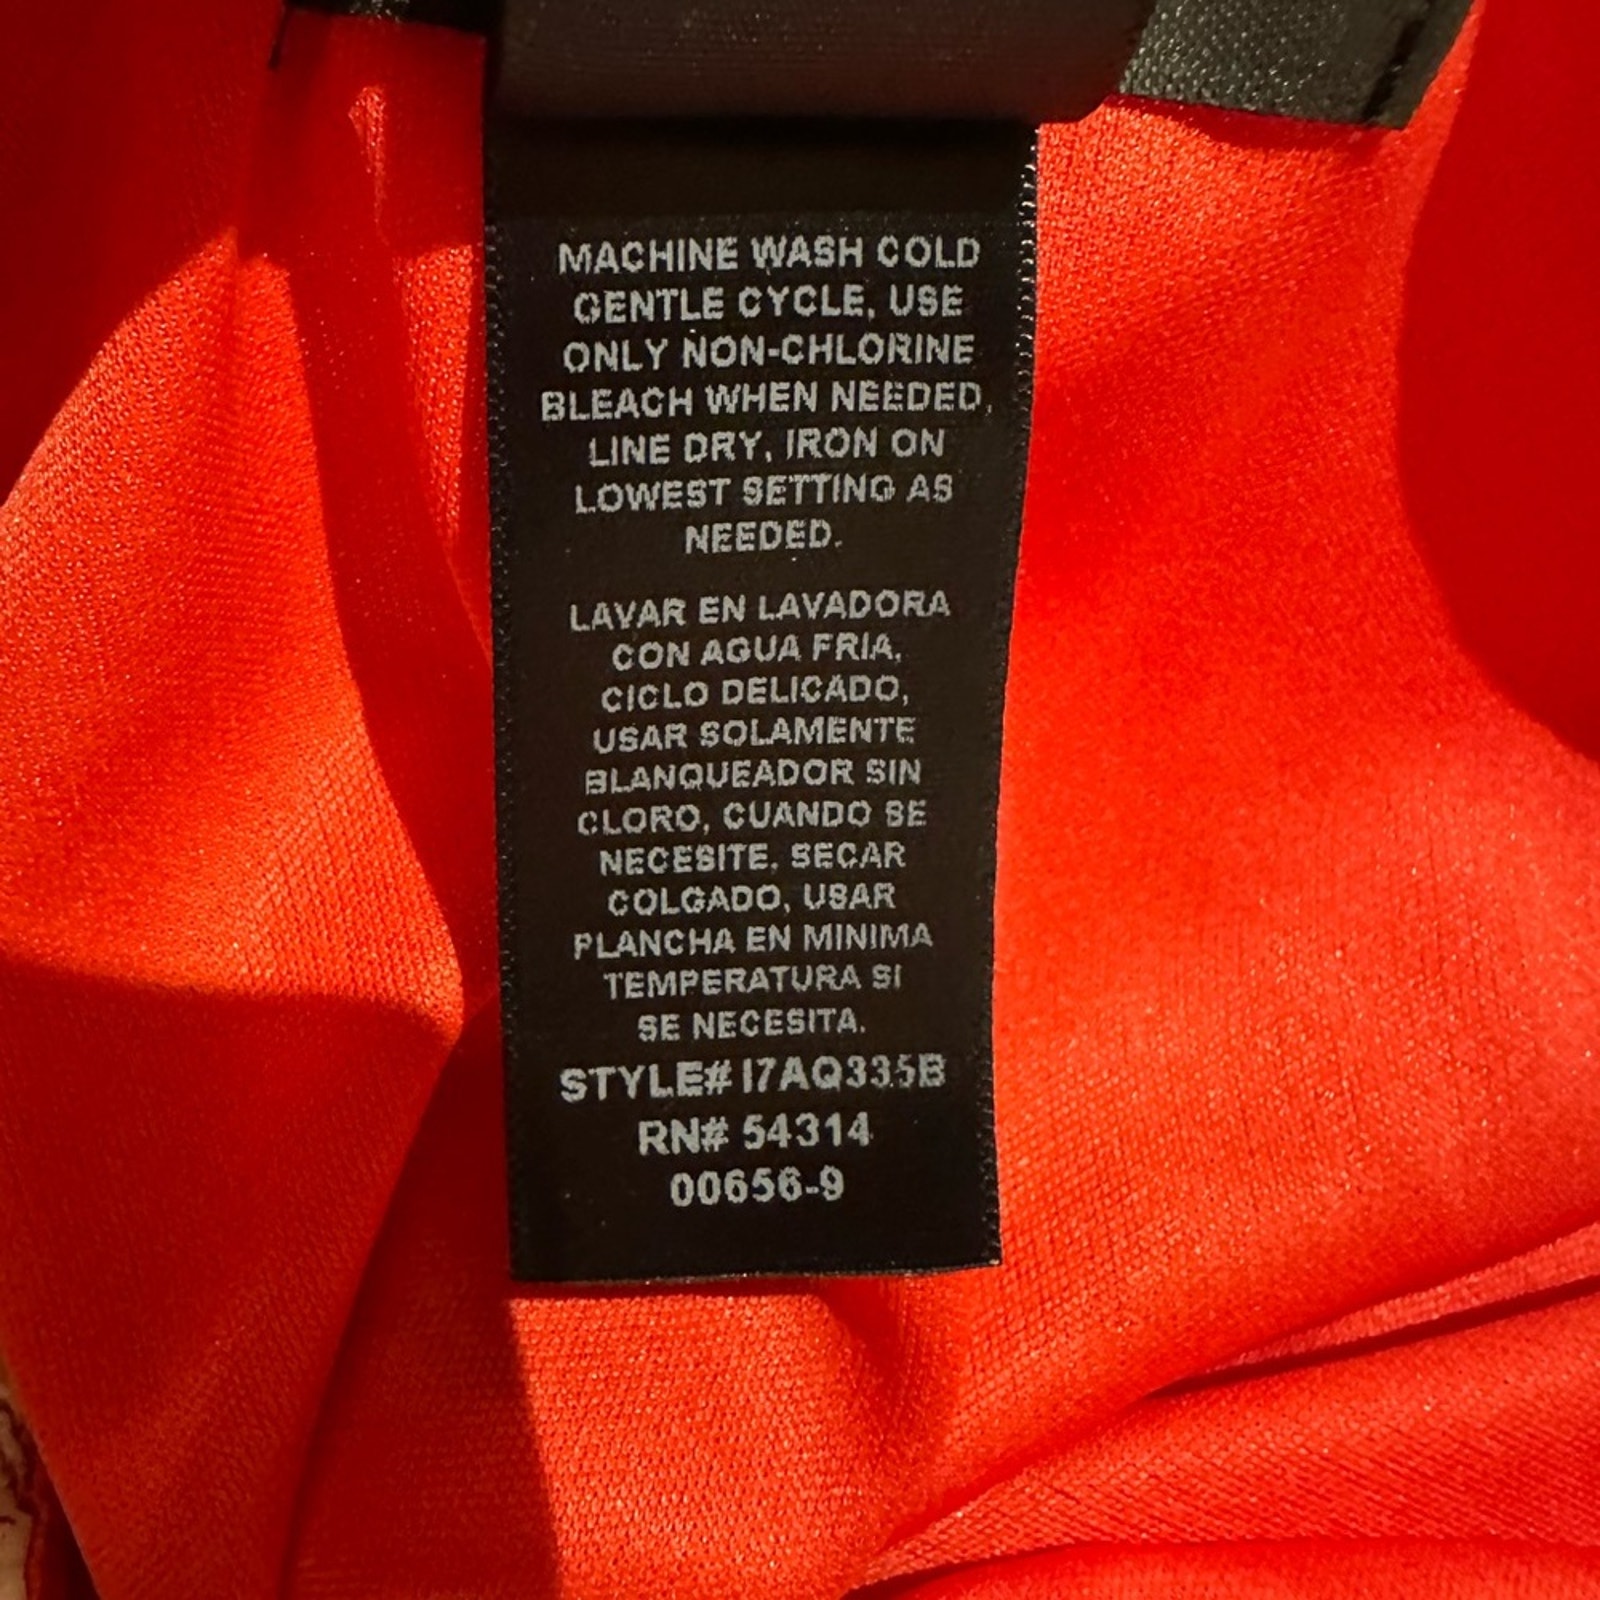 MACHINE WASH COLD
GENTLE CYCLE, USE
ONLY NON-CHLORINE
BLEACH WHEN NEEDED,
LINE DRY, IRON ON
LOWEST SETTING AS
NEEDED.
LAVAR EN LAVADORA
CON AGUA FRIA,
CICLO DELICADO,
USAR SOLAMENTE
BLANQUEADOR SIN
CLORO, CUANDO SE
NECESITE, SECAR
COLGADO, USAR
PLANCHA EN MINIMA
TEMPERATURA SI
SE NECESITA.
STYLE# I7AQ335B
RN# 54314
00656-9